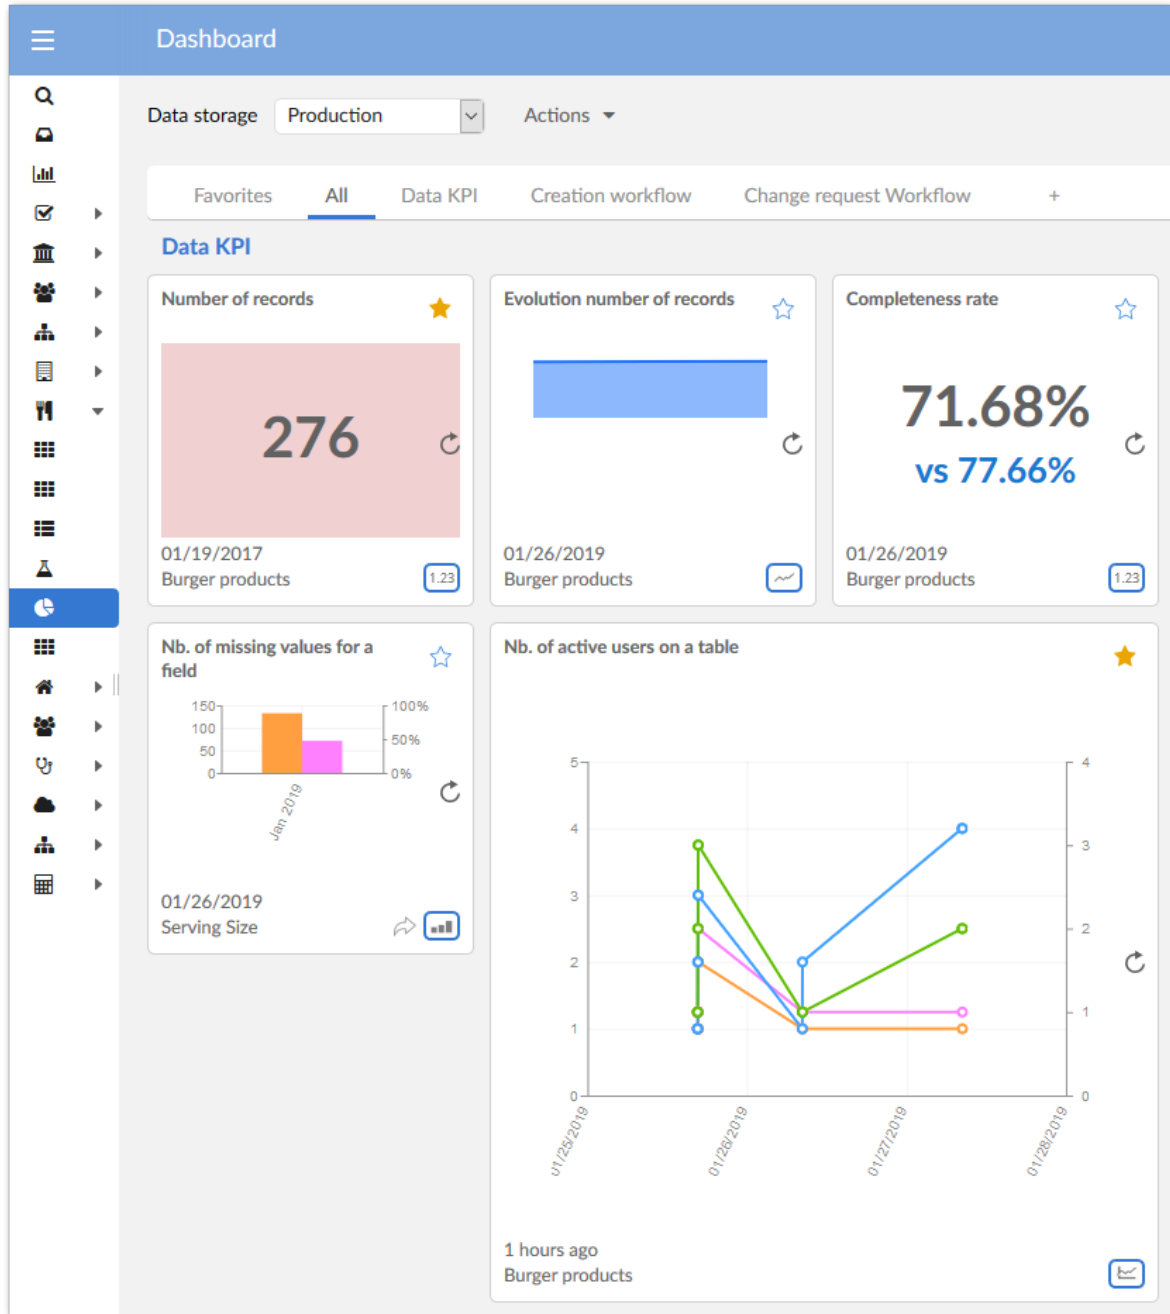 Dashboard
Data storage Production Actions
Favorites All Data KPI Creation workflow Change request Workflow +
Data KPI
Number of records
276
01/19/2017
Burger products
1.23
Evolution number of records
01/26/2019
Burger products
Completeness rate
71.68%
vs 77.66%
01/26/2019
Burger products
1.23
Nb. of missing values for a
field
150 100%
100
50 50%
0 0%
Jan 2019
01/26/2019
Serving Size
Nb. of active users on a table
5 4
4
3
3
2
2
1
1
0 0
01/25/2019 01/26/2019 01/27/2019 01/28/2019
1 hours ago
Burger products